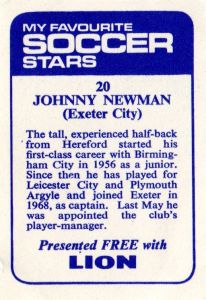 MY FAVOURITE
SOCCER
STARS
20
JOHNNY NEWMAN
(Exeter City)
The tall, experienced half-back
from Hereford started his
first-class career with Birming-
ham City in 1956 as a junior.
Since then he has played for
Leicester City and Plymouth
Argyle and joined Exeter in
1968, as captain. Last May he
was appointed the club's
player-manager.
Presented FREE with
LION